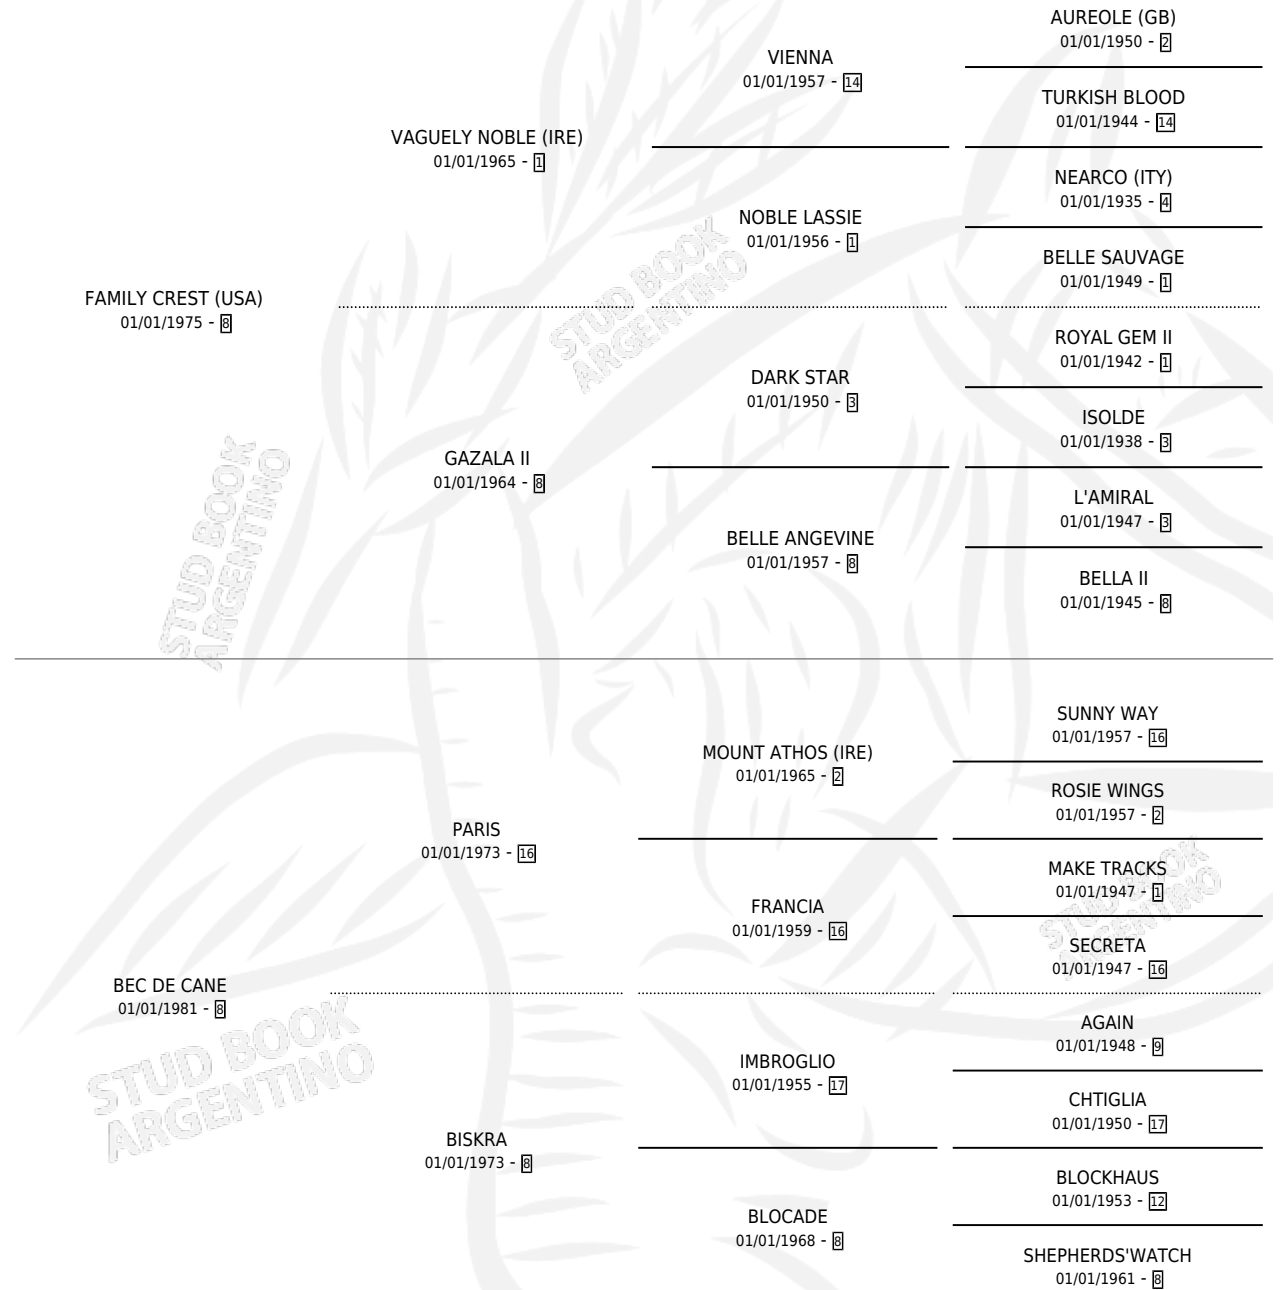 AUREOLE (GB)
01/01/1950 - 2
VIENNA
01/01/1957 - 14
TURKISH BLOOD
01/01/1944 - 14
VAGUELY NOBLE (IRE)
01/01/1965 - 1
NEARCO (ITY)
01/01/1935 - 4
NOBLE LASSIE
01/01/1956 - 1
BELLE SAUVAGE
01/01/1949 - 1
FAMILY CREST (USA)
01/01/1975 - 8
ROYAL GEM II
01/01/1942 - 1
DARK STAR
01/01/1950 - 3
ISOLDE
01/01/1938 - 3
GAZALA II
01/01/1964 - 8
L'AMIRAL
01/01/1947 - 3
BELLE ANGEVINE
01/01/1957 - 8
BELLA II
01/01/1945 - 8
SUNNY WAY
01/01/1957 - 16
MOUNT ATHOS (IRE)
01/01/1965 - 2
ROSIE WINGS
01/01/1957 - 2
PARIS
01/01/1973 - 16
MAKE TRACKS
01/01/1947 - 1
FRANCIA
01/01/1959 - 16
SECRETA
01/01/1947 - 16
BEC DE CANE
01/01/1981 - 8
AGAIN
01/01/1948 - 9
IMBROGLIO
01/01/1955 - 17
CHTIGLIA
01/01/1950 - 17
BISKRA
01/01/1973 - 8
BLOCKHAUS
01/01/1953 - 12
BLOCADE
01/01/1968 - 8
SHEPHERDS'WATCH
01/01/1961 - 8
STUD BOOK
ARGENTINO
STUD BOOK
ARGENTINO
STUD BOOK
ARGENTINO
STUD BOOK
ARGENTINO